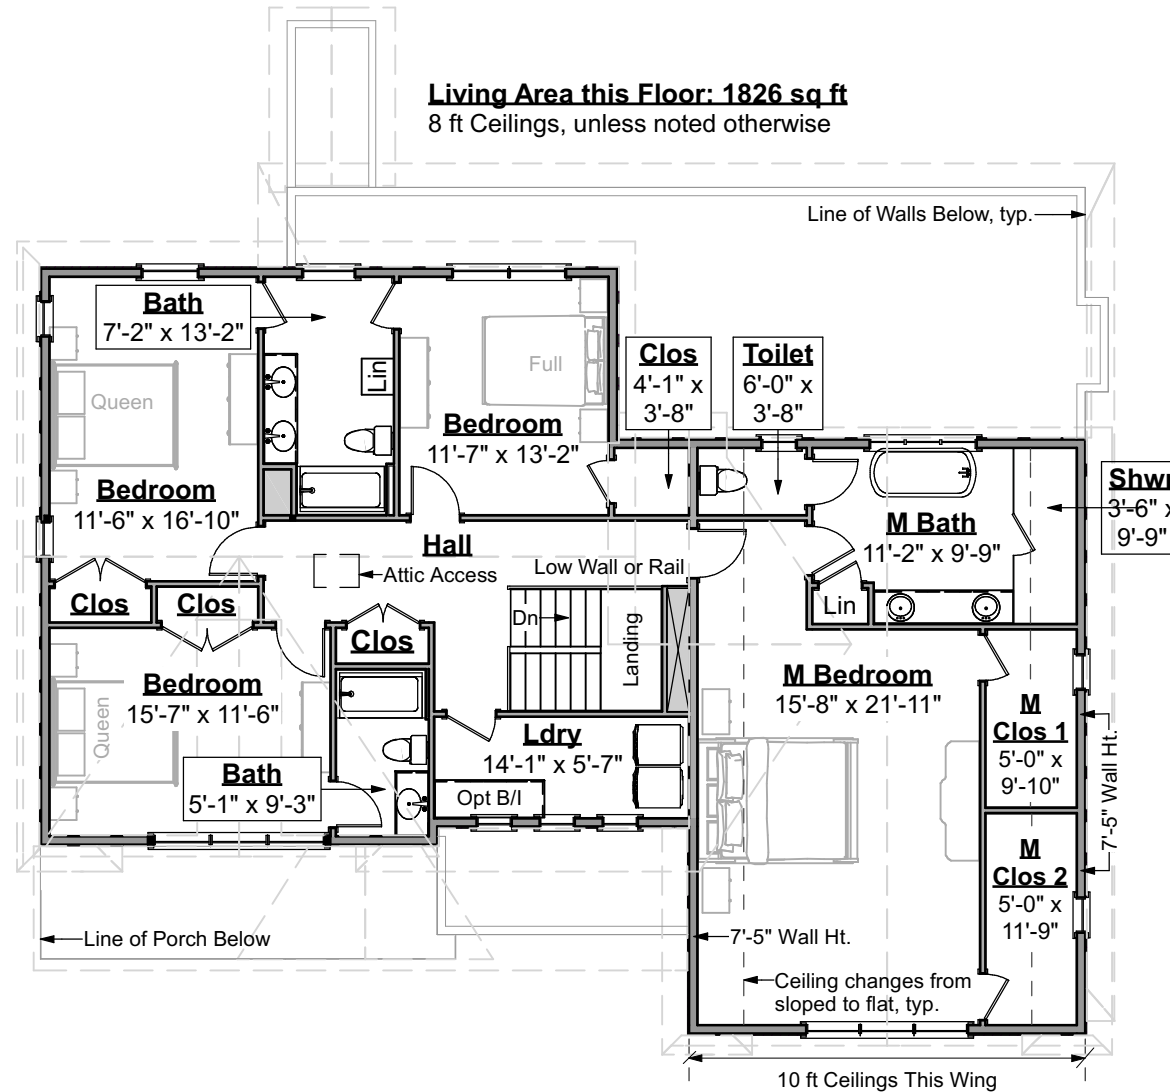 Living Area this Floor: 1826 sq ft
8 ft Ceilings, unless noted otherwise
Line of Walls Below, typ.
Bath
7'-2" x 13'-2"
Queen
Lin
Full
Bedroom
11'-7" x 13'-2"
Clos
4'-1" x
3'-8"
Toilet
6'-0" x
3'-8"
Bedroom
11'-6" x 16'-10"
Shwr
3'-6" x
9'-9"
M Bath
11'-2" x 9'-9"
Hall
Attic Access
Low Wall or Rail
Clos
Clos
Clos
Dn
Landing
Lin
Bedroom
15'-7" x 11'-6"
Queen
M Bedroom
15'-8" x 21'-11"
M
Clos 1
5'-0" x
9'-10"
7'-5" Wall Ht.
Ldry
14'-1" x 5'-7"
Opt B/I
Bath
5'-1" x 9'-3"
M
Clos 2
5'-0" x
11'-9"
Line of Porch Below
7'-5" Wall Ht.
Ceiling changes from
sloped to flat, typ.
10 ft Ceilings This Wing